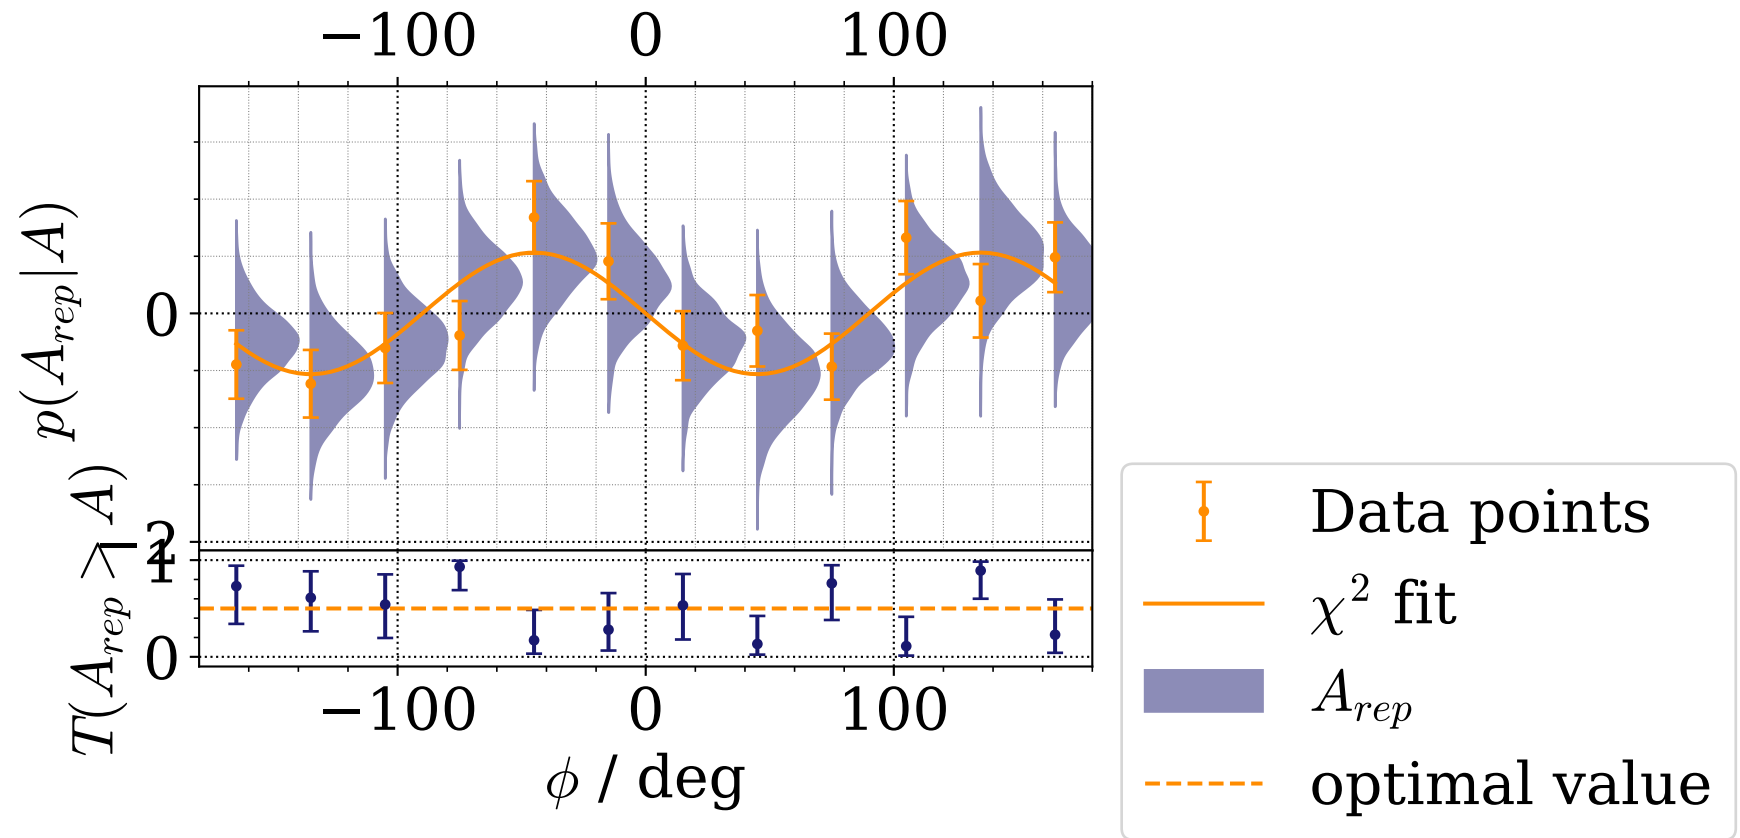 −100 0 100
p(A_rep|A)
0
−2
T(A_rep > A)
1
0
−100 0 100
ϕ / deg
Data points
χ² fit
A_rep
optimal value